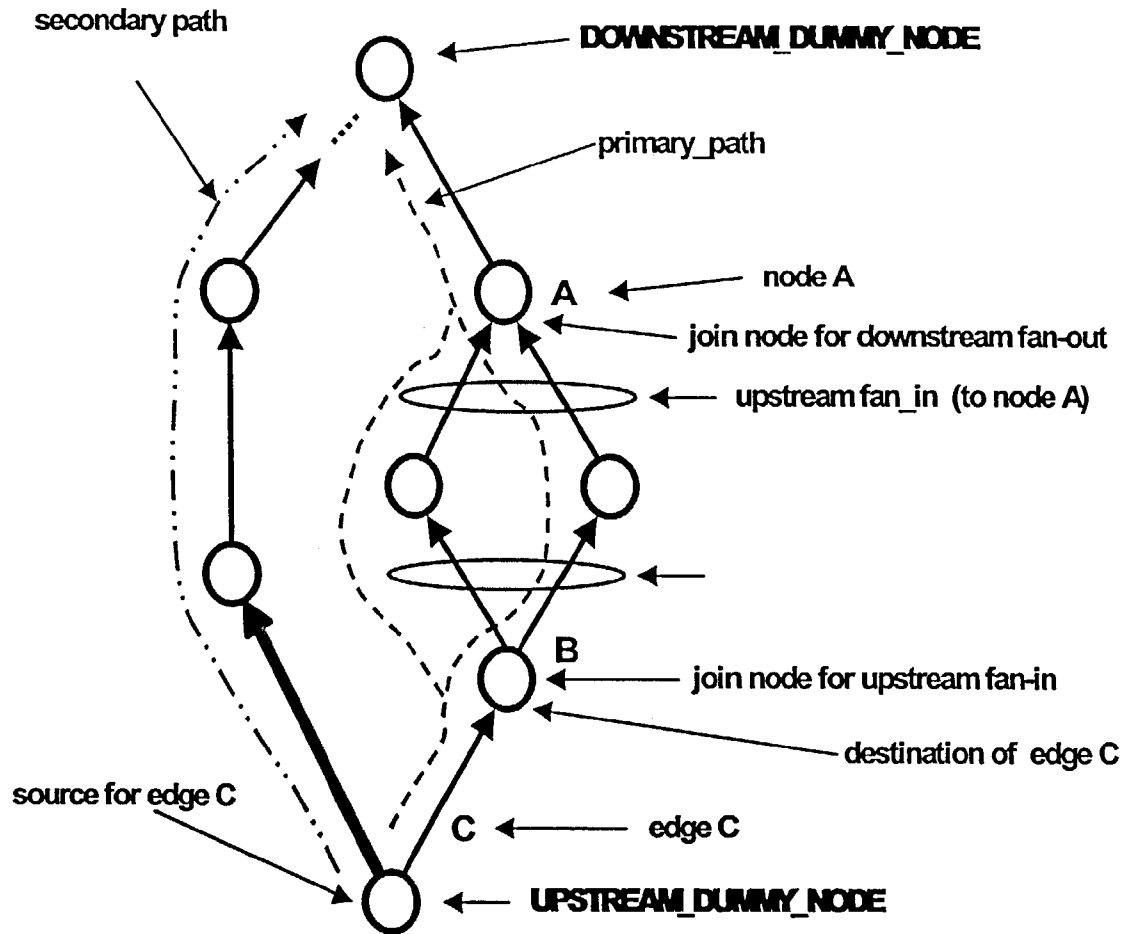 secondary path
DOWNSTREAM_DUMMY_NODE
primary_path
A
node A
join node for downstream fan-out
upstream fan_in (to node A)
B
join node for upstream fan-in
destination of edge C
source for edge C
C
edge C
UPSTREAM_DUMMY_NODE